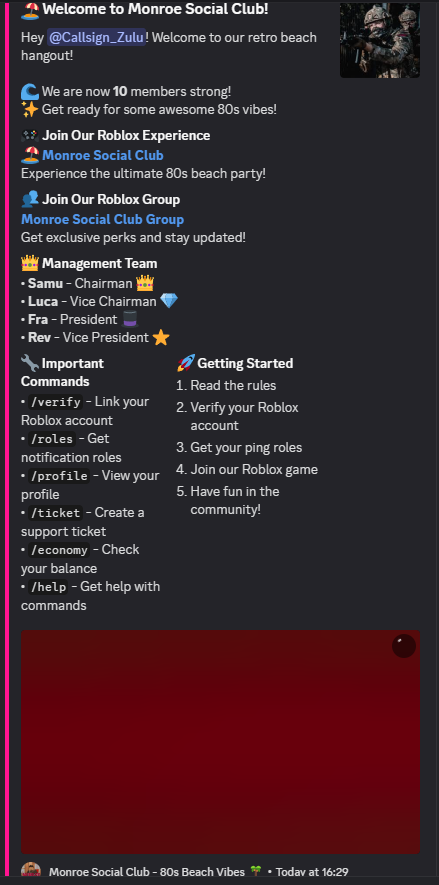 🏖️ Welcome to Monroe Social Club!
Hey @Callsign_Zulu! Welcome to our retro beach
hangout!
🌊 We are now 10 members strong!
✨ Get ready for some awesome 80s vibes!
🎮 Join Our Roblox Experience
🏖️ Monroe Social Club
Experience the ultimate 80s beach party!
👥 Join Our Roblox Group
Monroe Social Club Group
Get exclusive perks and stay updated!
👑 Management Team
• Samu - Chairman 👑
• Luca - Vice Chairman 💎
• Fra - President 🎩
• Rev - Vice President ⭐
🔧 Important
Commands
• /verify - Link your
Roblox account
• /roles - Get
notification roles
• /profile - View your
profile
• /ticket - Create a
support ticket
• /economy - Check
your balance
• /help - Get help with
commands
🚀 Getting Started
1. Read the rules
2. Verify your Roblox
account
3. Get your ping roles
4. Join our Roblox game
5. Have fun in the
community!
Monroe Social Club - 80s Beach Vibes 🌴 • Today at 16:29